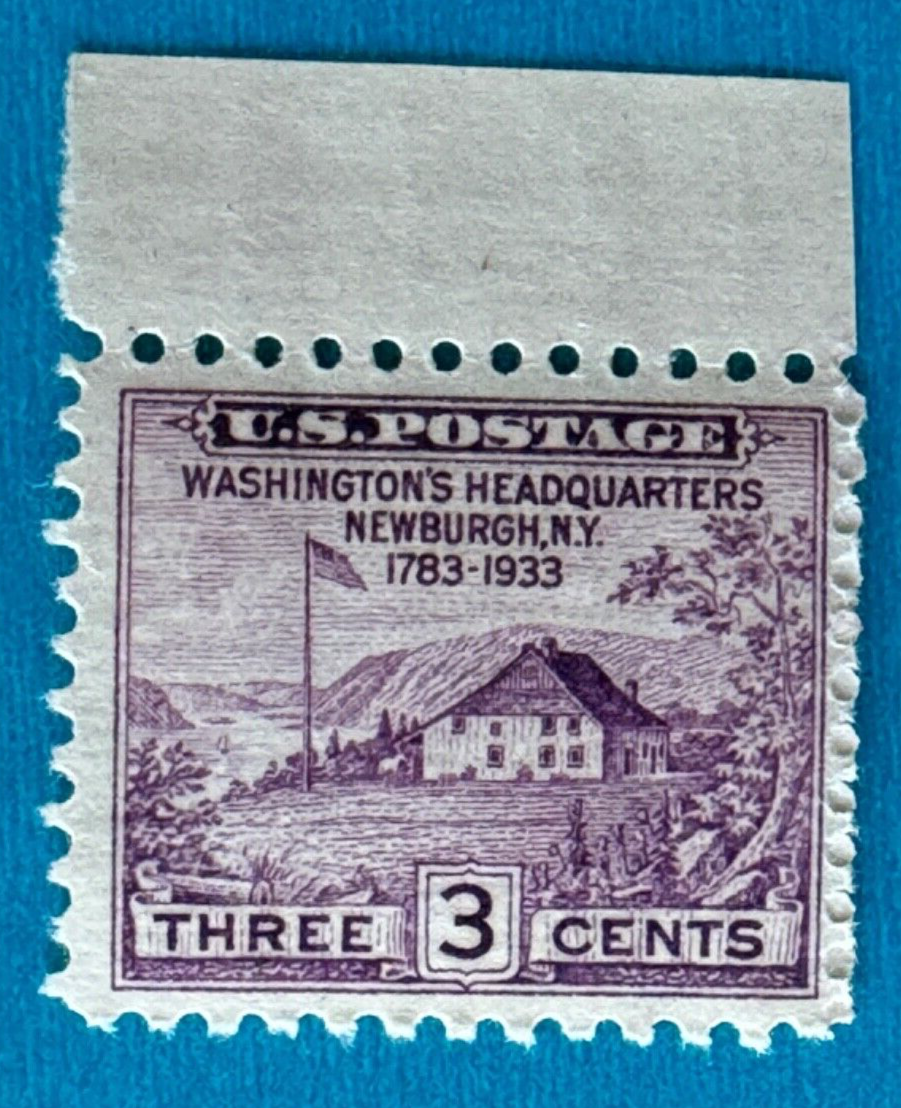 U.S. POSTAGE
WASHINGTON'S HEADQUARTERS
NEWBURGH, N.Y.
1783-1933
THREE 3 CENTS